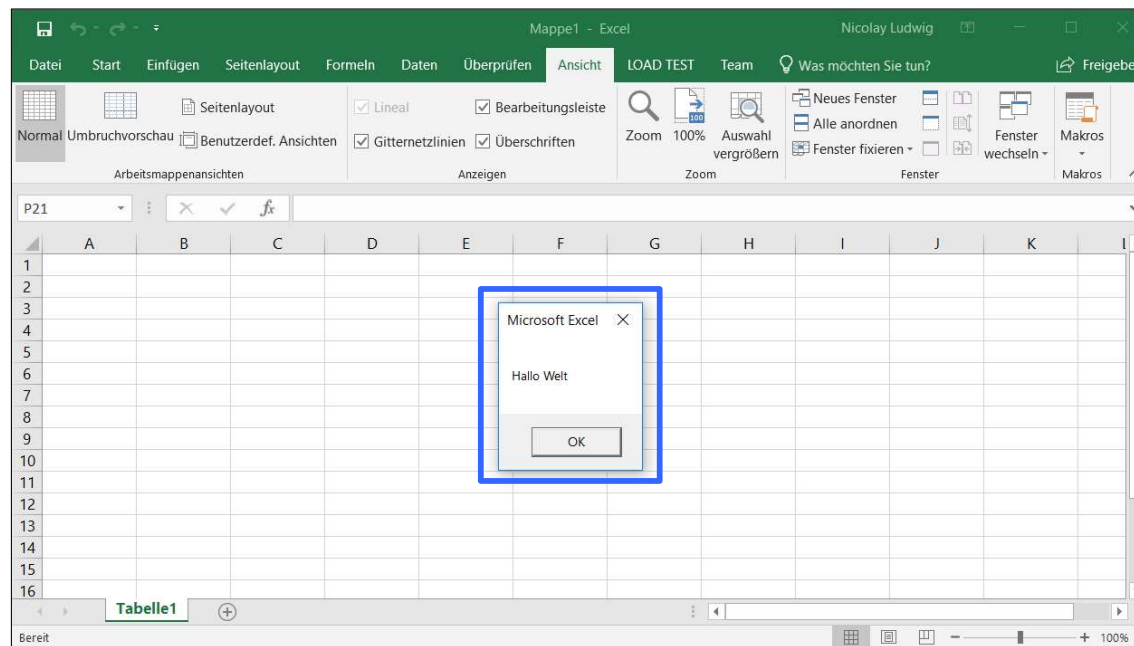 Mappe1 - Excel
Nicolay Ludwig
Datei Start Einfügen Seitenlayout Formeln Daten Überprüfen Ansicht LOAD TEST Team Was möchten Sie tun? Freigebe
Normal Umbruchvorschau Seitenlayout Benutzerdef. Ansichten
Arbeitsmappenansichten
Lineal Bearbeitungsleiste
Gitternetzlinien Überschriften
Anzeigen
Zoom 100% Auswahl vergrößern
Zoom
Neues Fenster
Alle anordnen
Fenster fixieren
Fenster wechseln
Fenster
Makros
Makros
P21 fx
A B C D E F G H I J K
1
2
3
4
5
6
7
8
9
10
11
12
13
14
15
16
Microsoft Excel
Hallo Welt
OK
Tabelle1
Bereit 100%